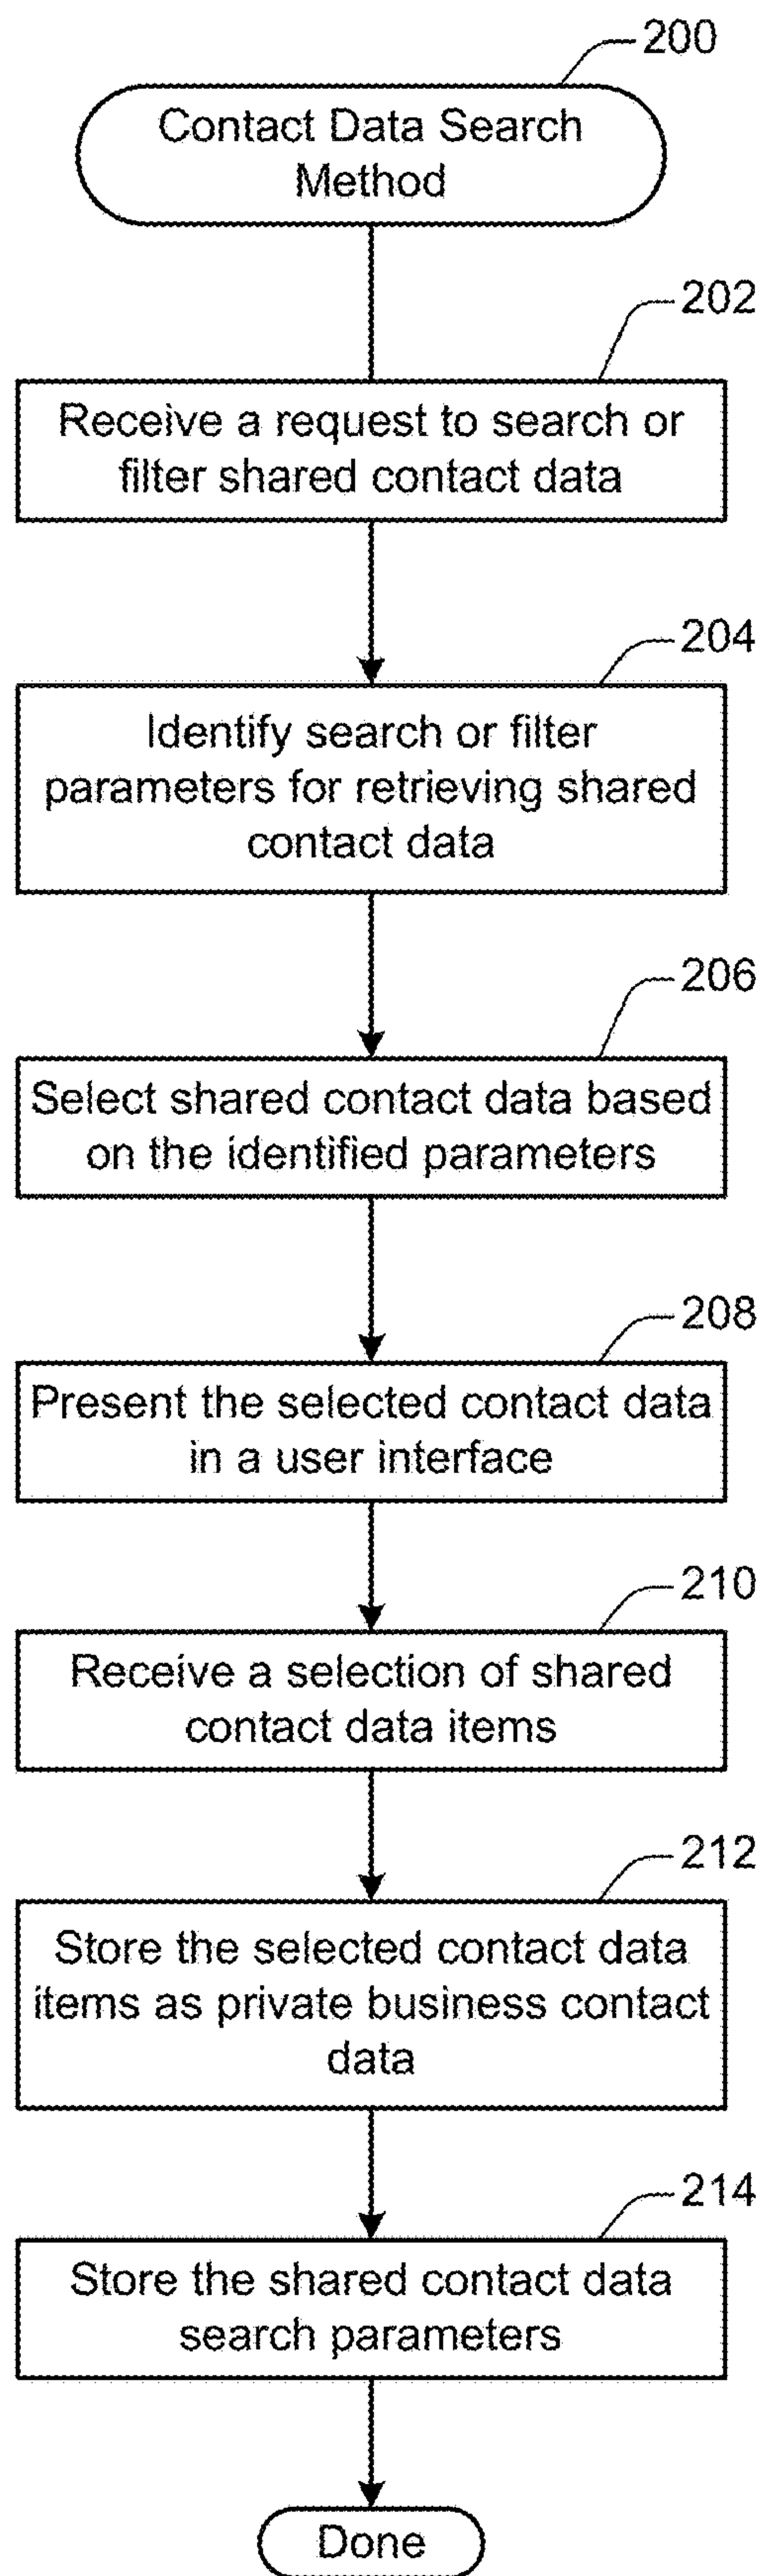 200
Contact Data Search
Method
202
Receive a request to search or
filter shared contact data
204
Identify search or filter
parameters for retrieving shared
contact data
206
Select shared contact data based
on the identified parameters
208
Present the selected contact data
in a user interface
210
Receive a selection of shared
contact data items
212
Store the selected contact data
items as private business contact
data
214
Store the shared contact data
search parameters
Done